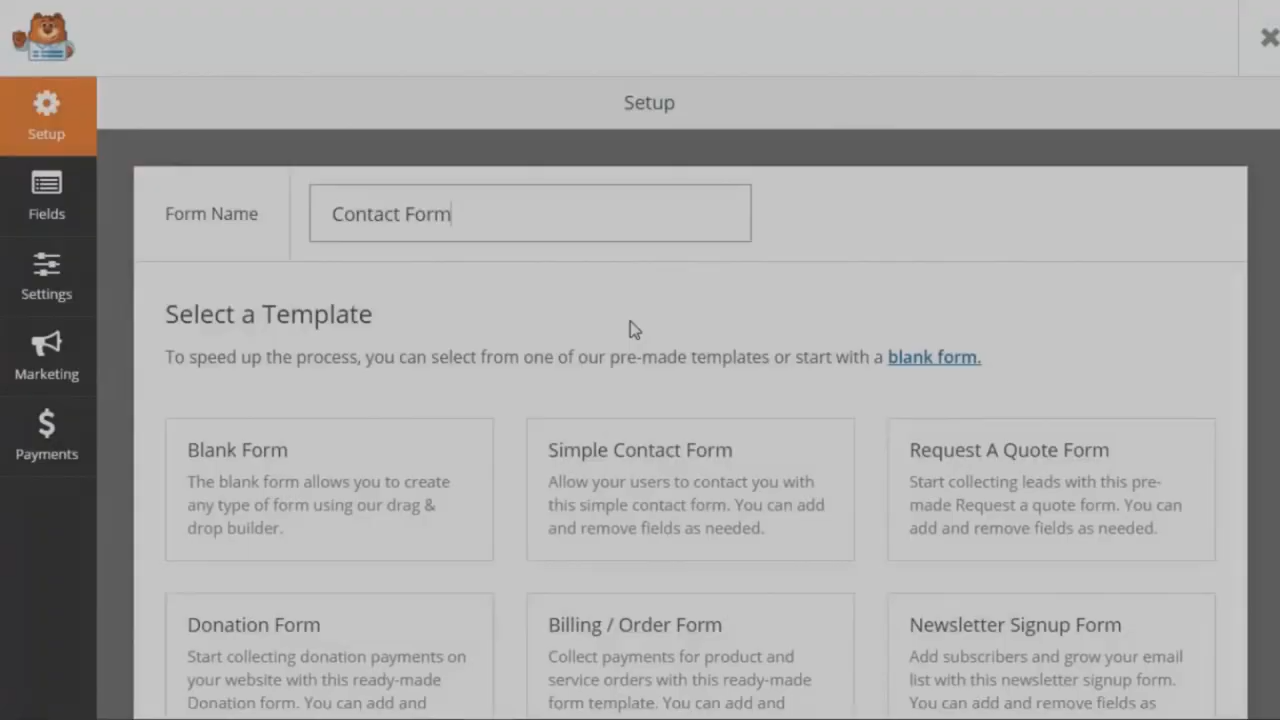 Setup
Setup
Fields
Settings
Marketing
Payments
Form Name
Contact Form
Select a Template
To speed up the process, you can select from one of our pre-made templates or start with a blank form.
Blank Form
The blank form allows you to create
any type of form using our drag &
drop builder.
Simple Contact Form
Allow your users to contact you with
this simple contact form. You can add
and remove fields as needed.
Request A Quote Form
Start collecting leads with this pre-
made Request a quote form. You can
add and remove fields as needed.
Donation Form
Start collecting donation payments on
your website with this ready-made
Donation form. You can add and
Billing / Order Form
Collect payments for product and
service orders with this ready-made
form template. You can add and
Newsletter Signup Form
Add subscribers and grow your email
list with this newsletter signup form.
You can add and remove fields as